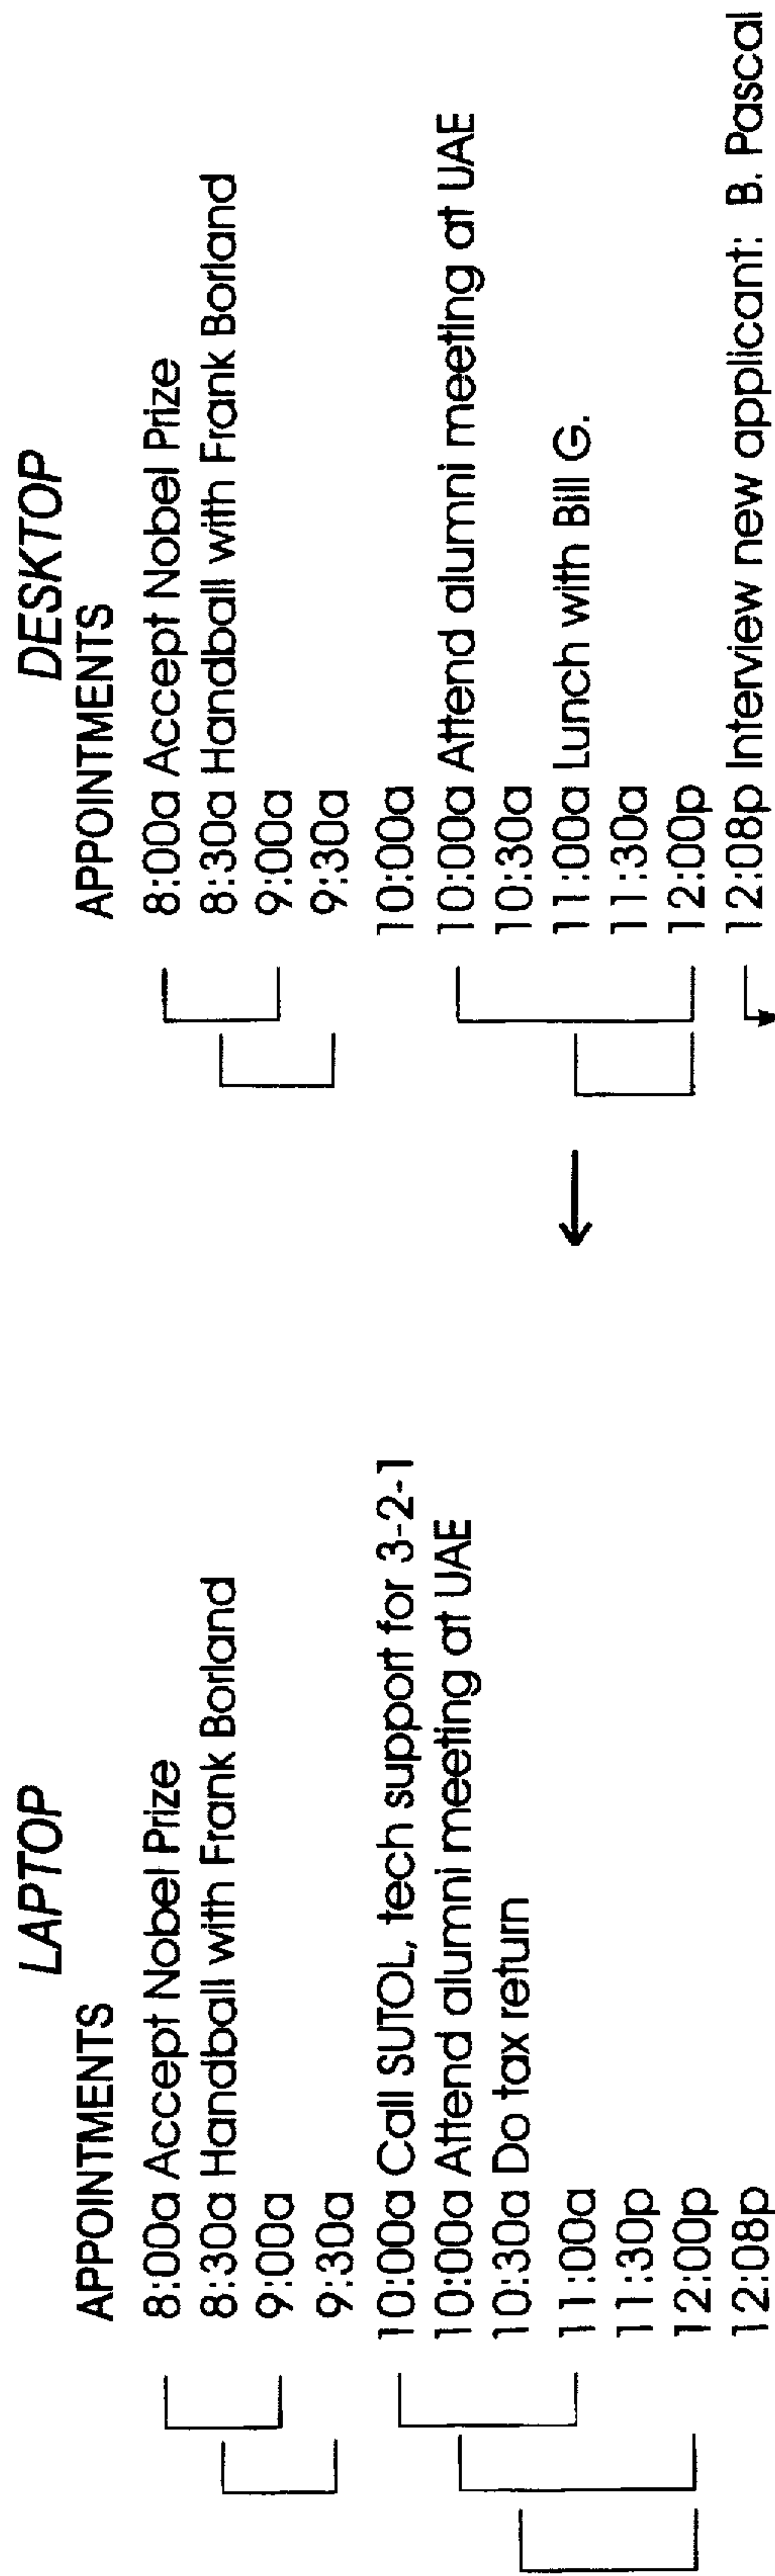 LAPTOP
APPOINTMENTS
8:00a Accept Nobel Prize
8:30a Handball with Frank Borland
9:00a
9:30a
10:00a Call SUTOL, tech support for 3-2-1
10:00a Attend alumni meeting at UAE
10:30a Do tax return
11:00a
11:30p
12:00p
12:08p
DESKTOP
APPOINTMENTS
8:00a Accept Nobel Prize
8:30a Handball with Frank Borland
9:00a
9:30a
10:00a
10:00a Attend alumni meeting at UAE
10:30a
11:00a Lunch with Bill G.
11:30a
12:00p
12:08p Interview new applicant: B. Pascal